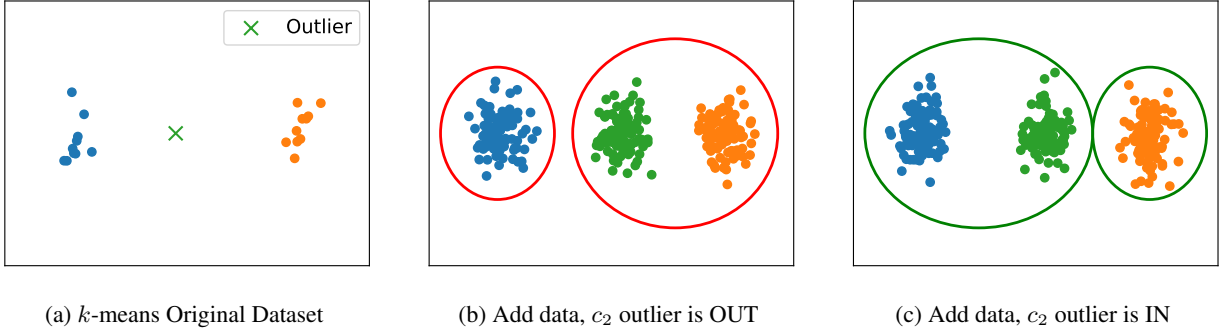 Outlier
(a) k-means Original Dataset
(b) Add data, c₂ outlier is OUT
(c) Add data, c₂ outlier is IN